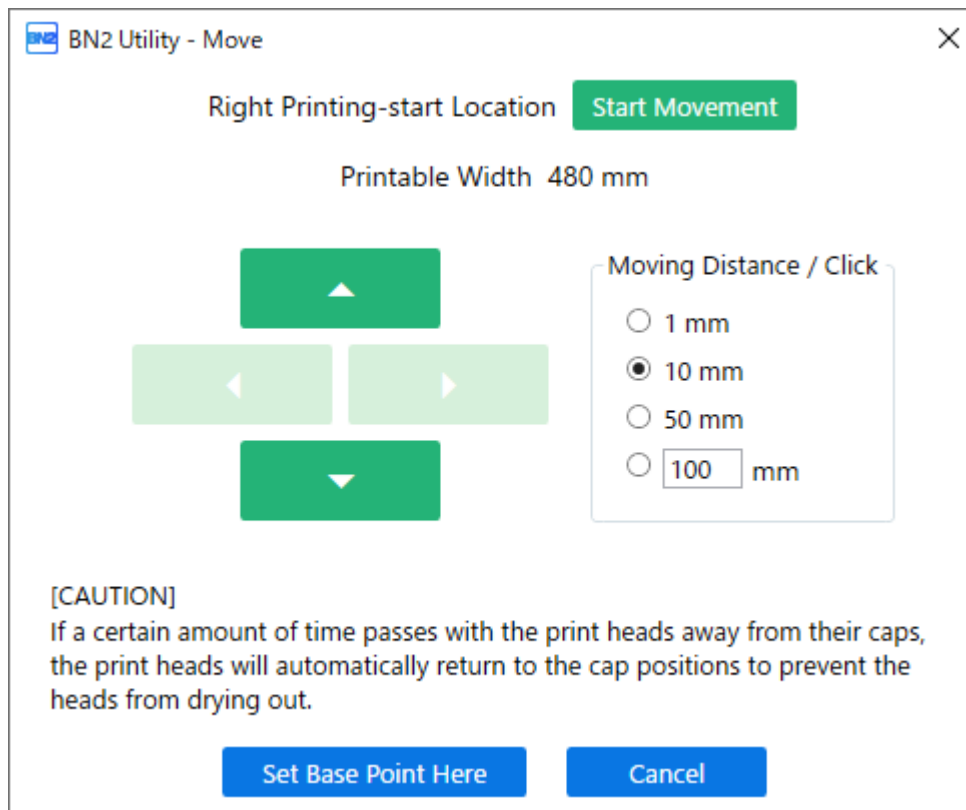 BN2 BN2 Utility - Move
Right Printing-start Location Start Movement
Printable Width 480 mm
Moving Distance / Click
1 mm
10 mm
50 mm
100 mm
[CAUTION]
If a certain amount of time passes with the print heads away from their caps,
the print heads will automatically return to the cap positions to prevent the
heads from drying out.
Set Base Point Here Cancel